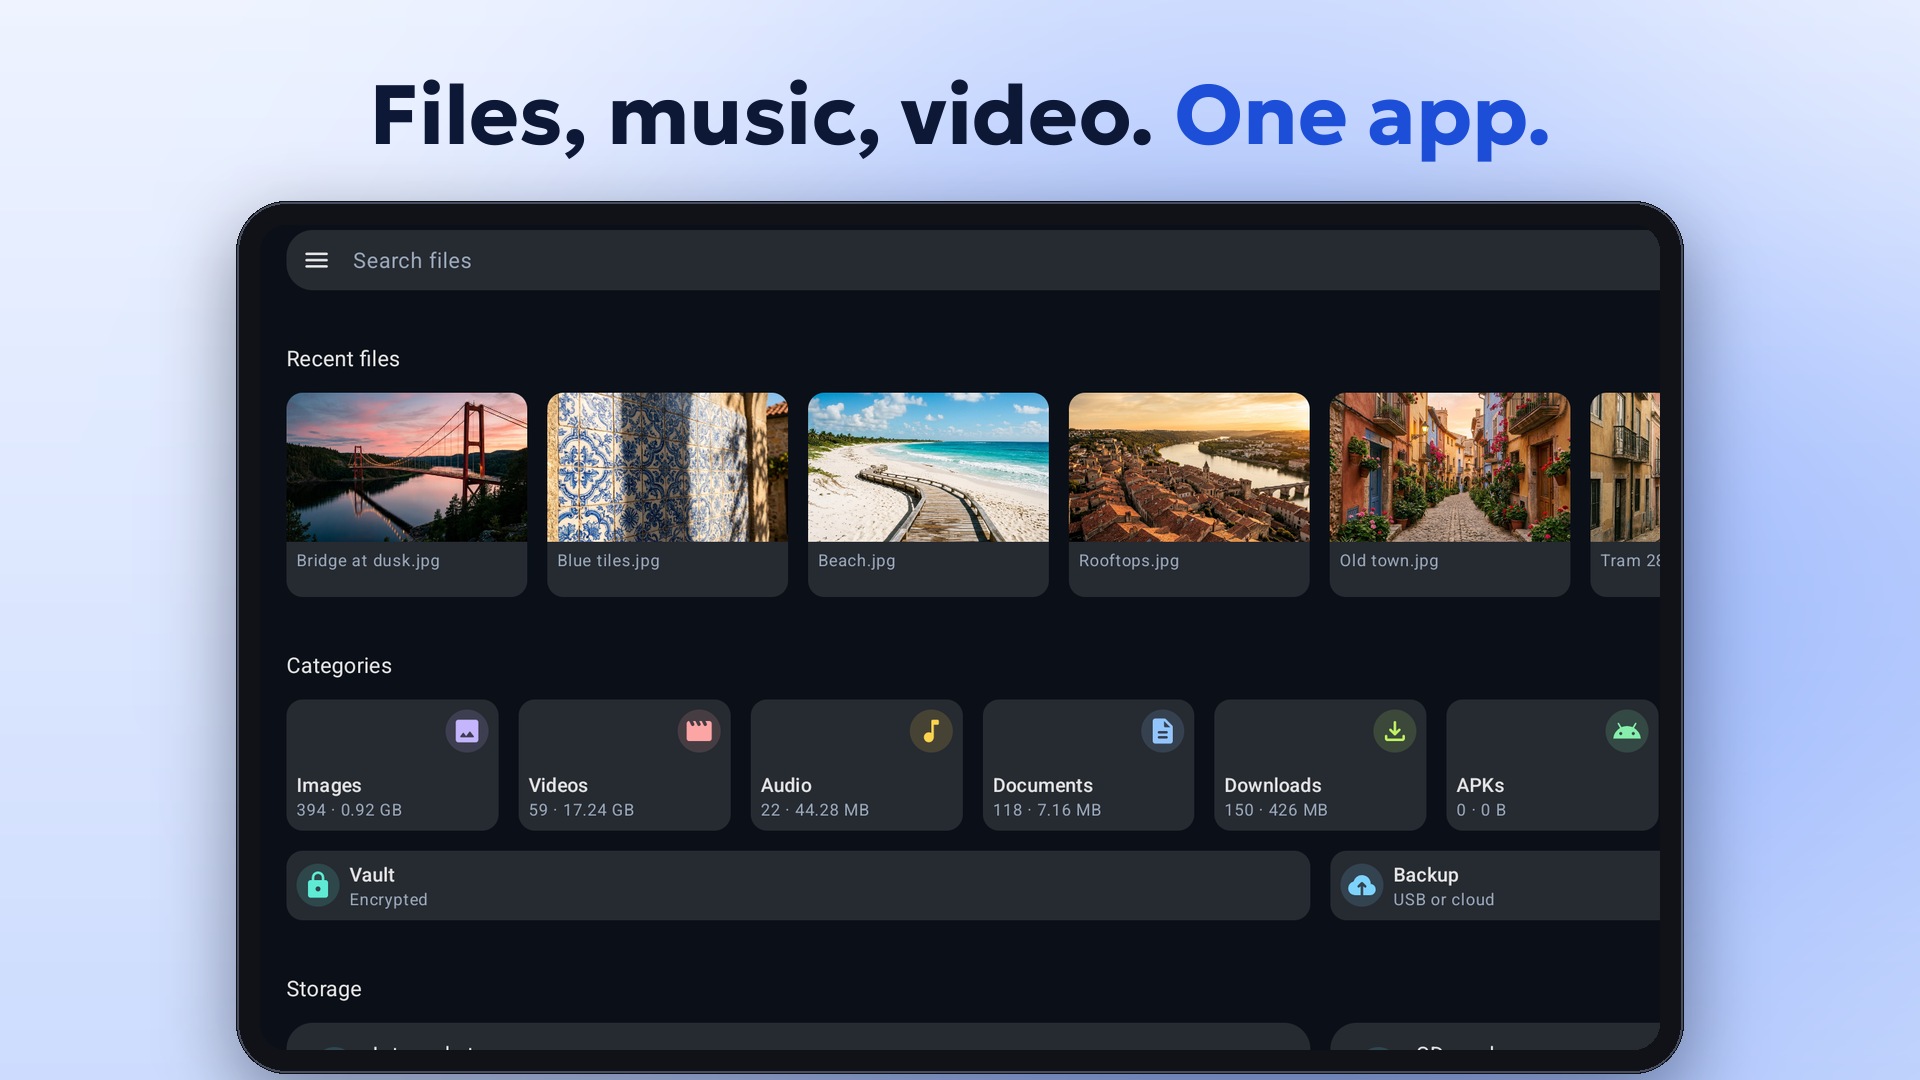 Files, music, video. One app.
Search files
Recent files
Bridge at dusk.jpg
Blue tiles.jpg
Beach.jpg
Rooftops.jpg
Old town.jpg
Tram 28
Categories
Images
394 · 0.92 GB
Videos
59 · 17.24 GB
Audio
22 · 44.28 MB
Documents
118 · 7.16 MB
Downloads
150 · 426 MB
APKs
0 · 0 B
Vault
Encrypted
Backup
USB or cloud
Storage